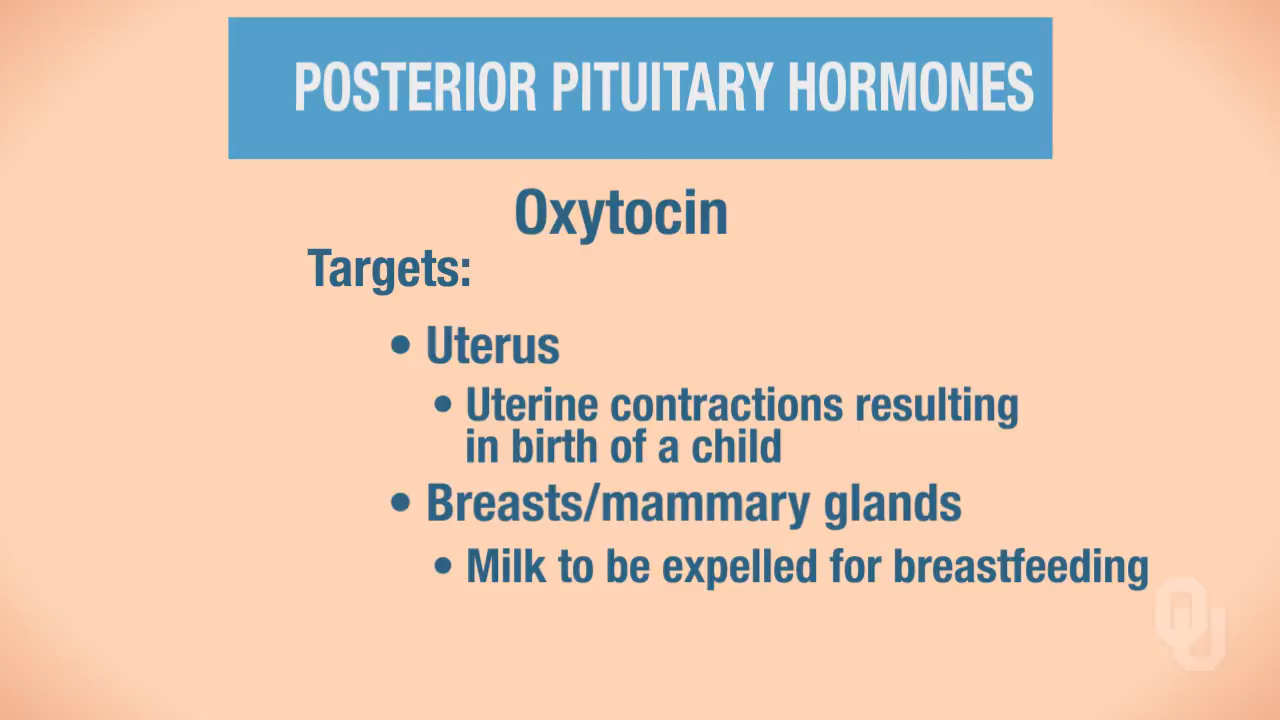 POSTERIOR PITUITARY HORMONES
Oxytocin
Targets:
• Uterus
• Uterine contractions resulting
in birth of a child
• Breasts/mammary glands
• Milk to be expelled for breastfeeding
OU